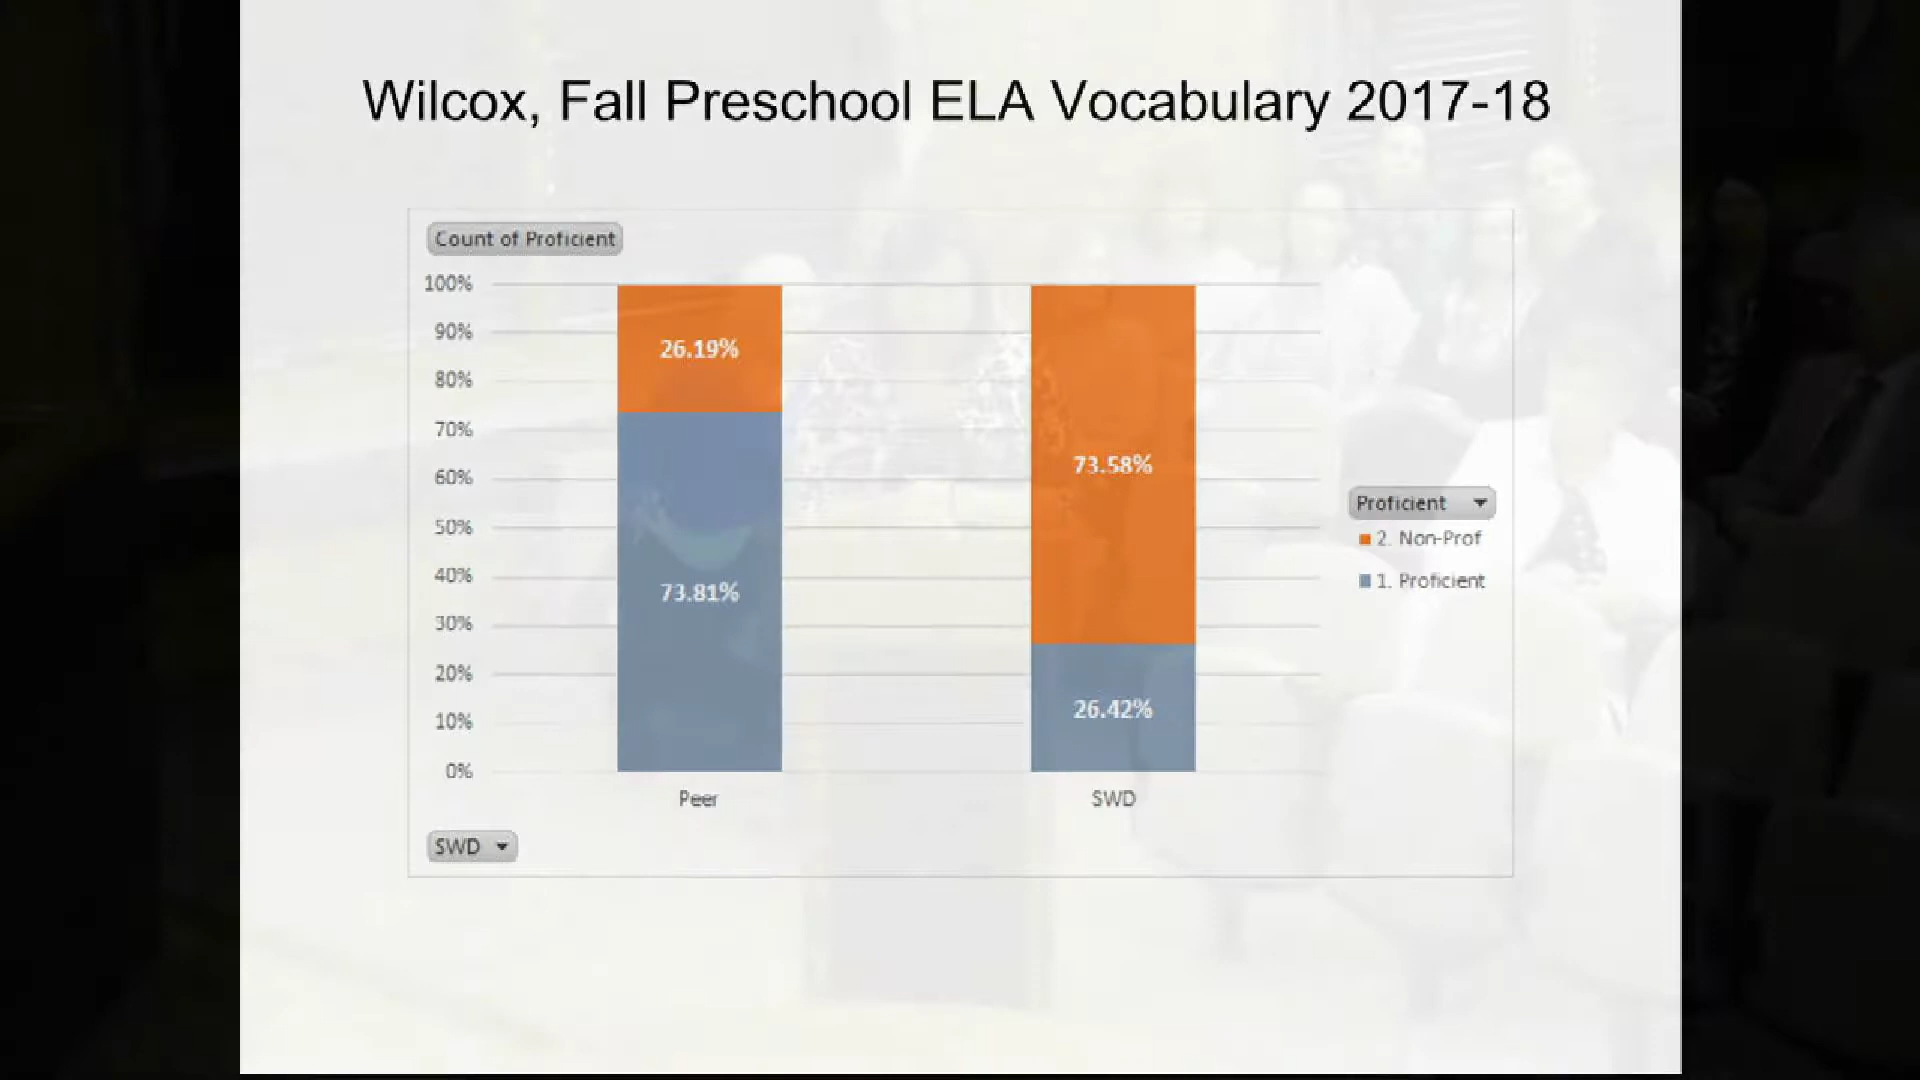 Wilcox, Fall Preschool ELA Vocabulary 2017-18
Count of Proficient
100%
90%
80%
70%
60%
50%
40%
30%
20%
10%
0%
26.19%
73.81%
73.58%
26.42%
Peer
SWD
Proficient
2. Non-Prof
1. Proficient
SWD